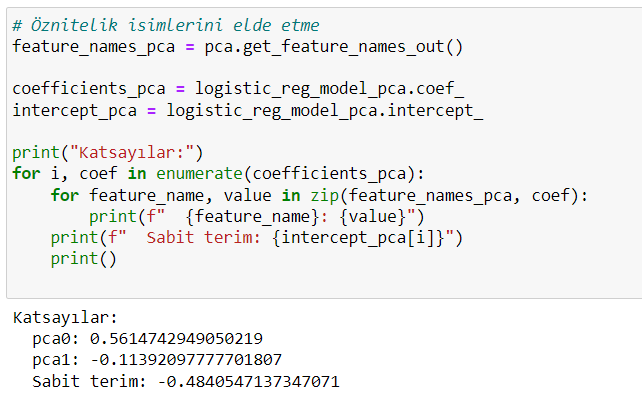 # Öznitelik isimlerini elde etme
feature_names_pca = pca.get_feature_names_out()
coefficients_pca = logistic_reg_model_pca.coef_
intercept_pca = logistic_reg_model_pca.intercept_
print("Katsayılar:")
for i, coef in enumerate(coefficients_pca):
    for feature_name, value in zip(feature_names_pca, coef):
        print(f"  {feature_name}: {value}")
    print(f"  Sabit terim: {intercept_pca[i]}")
    print()
Katsayılar:
  pca0: 0.5614742949050219
  pca1: -0.11392097777701807
  Sabit terim: -0.4840547137347071